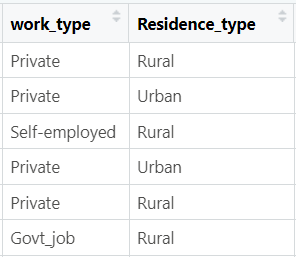 work_type Residence_type
Private Rural
Private Urban
Self-employed Rural
Private Urban
Private Rural
Govt_job Rural